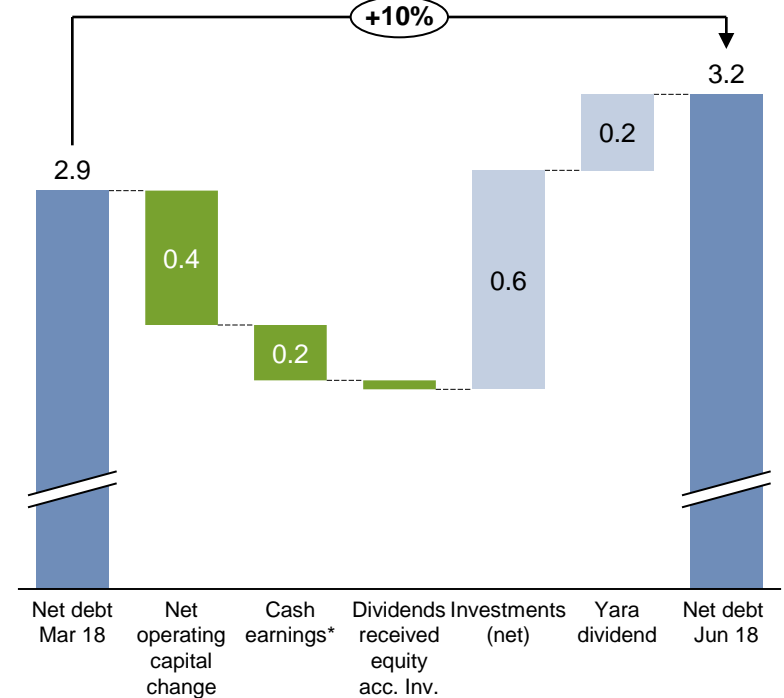 +10%
3.2
2.9
0.2
0.4
0.6
0.2
Net debt
Mar 18
Net
operating
capital
change
Cash
earnings*
Dividends
received
equity
acc. Inv.
Investments
(net)
Yara
dividend
Net debt
Jun 18